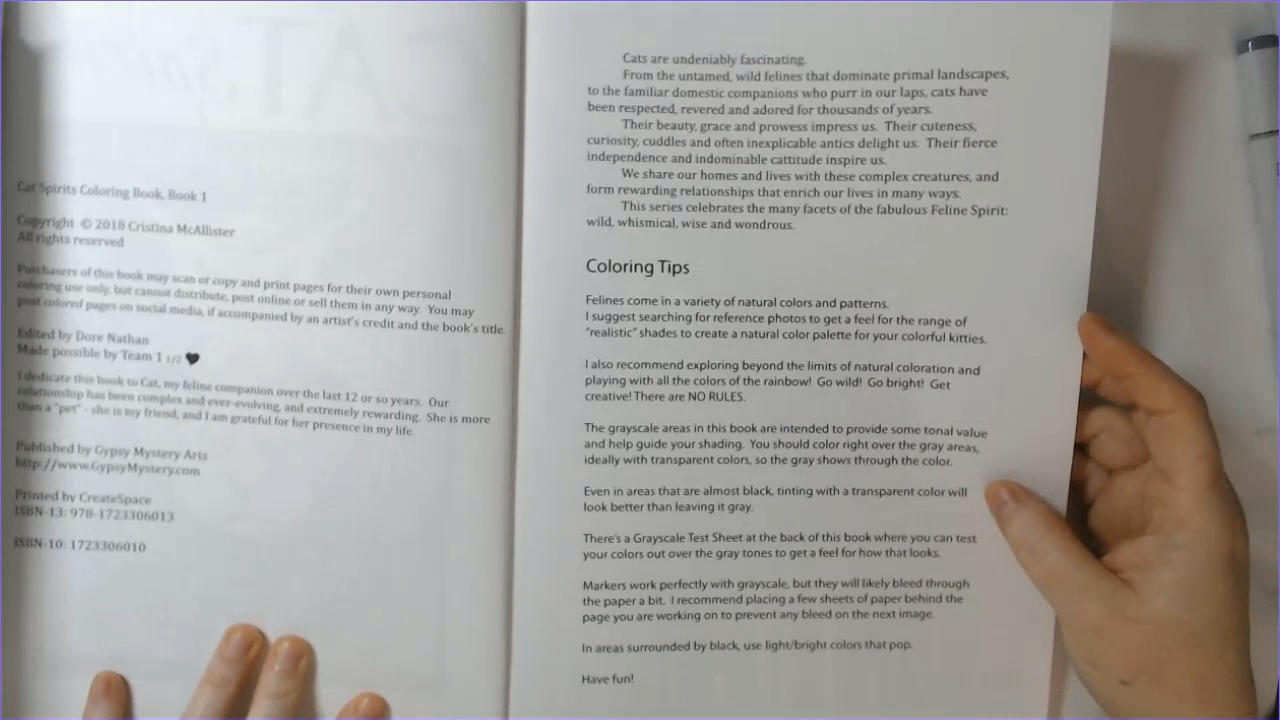 Cat Spirits Coloring Book, Book 1
Copyright © 2018 Cristina McAllister
All rights reserved
Purchasers of this book may scan or copy and print pages for their own personal
coloring use only, but cannot distribute, post online or sell them in any way. You may
post colored pages on social media, if accompanied by an artist's credit and the book's title.
Edited by Dore Nathan
Made possible by Team 1 1/2 ♥
I dedicate this book to Cat, my feline companion over the last 12 or so years. Our
relationship has been complex and ever-evolving, and extremely rewarding. She is more
than a "pet" - she is my friend, and I am grateful for her presence in my life.
Published by Gypsy Mystery Arts
http://www.GypsyMystery.com
Printed by CreateSpace
ISBN-13: 978-1723306013
ISBN-10: 1723306010
Cats are undeniably fascinating.
From the untamed, wild felines that dominate primal landscapes,
to the familiar domestic companions who purr in our laps, cats have
been respected, revered and adored for thousands of years.
Their beauty, grace and prowess impress us. Their cuteness,
curiosity, cuddles and often inexplicable antics delight us. Their fierce
independence and indominable cattitude inspire us.
We share our homes and lives with these complex creatures, and
form rewarding relationships that enrich our lives in many ways.
This series celebrates the many facets of the fabulous Feline Spirit:
wild, whismical, wise and wondrous.
Coloring Tips
Felines come in a variety of natural colors and patterns.
I suggest searching for reference photos to get a feel for the range of
"realistic" shades to create a natural color palette for your colorful kitties.
I also recommend exploring beyond the limits of natural coloration and
playing with all the colors of the rainbow! Go wild! Go bright! Get
creative! There are NO RULES.
The grayscale areas in this book are intended to provide some tonal value
and help guide your shading. You should color right over the gray areas,
ideally with transparent colors, so the gray shows through the color.
Even in areas that are almost black, tinting with a transparent color will
look better than leaving it gray.
There's a Grayscale Test Sheet at the back of this book where you can test
your colors out over the gray tones to get a feel for how that looks.
Markers work perfectly with grayscale, but they will likely bleed through
the paper a bit. I recommend placing a few sheets of paper behind the
page you are working on to prevent any bleed on the next image.
In areas surrounded by black, use light/bright colors that pop.
Have fun!